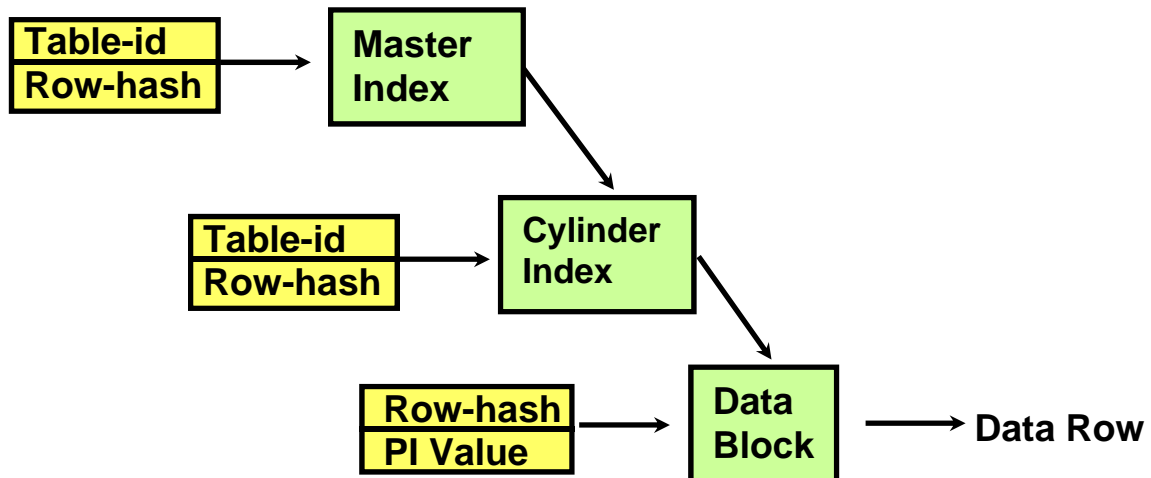 Table-id
Row-hash
Master
Index
Table-id
Row-hash
Cylinder
Index
Row-hash
PI Value
Data
Block
Data Row